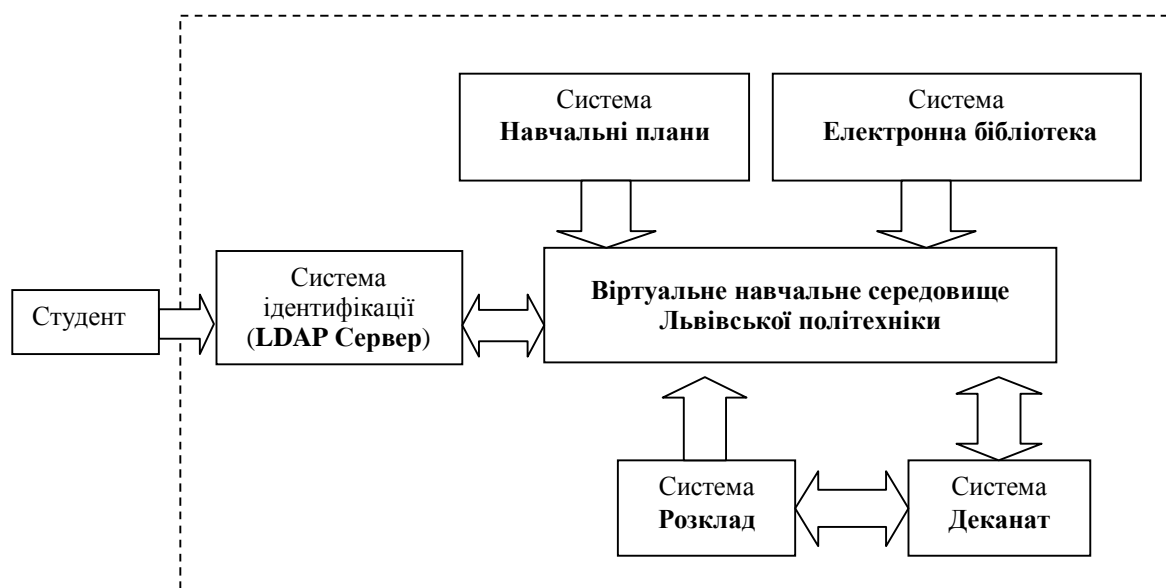 Система
Навчальні плани
Система
Електронна бібліотека
Студент
Система
ідентифікації
(LDAP Сервер)
Віртуальне навчальне середовище
Львівської політехніки
Система
Розклад
Система
Деканат